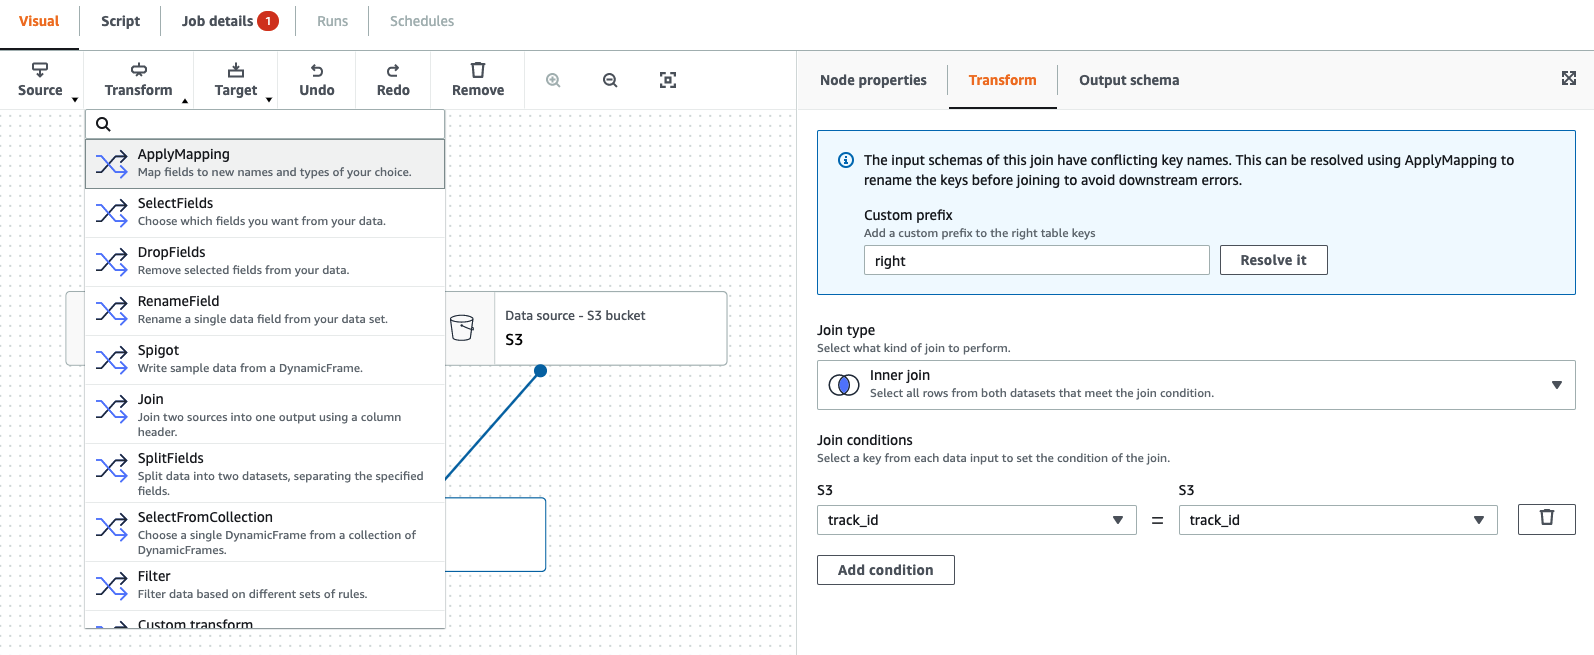 Visual
Script
Job details 1
Runs
Schedules
Source
Transform
Target
Undo
Redo
Remove
ApplyMapping
Map fields to new names and types of your choice.
SelectFields
Choose which fields you want from your data.
DropFields
Remove selected fields from your data.
RenameField
Rename a single data field from your data set.
Spigot
Write sample data from a DynamicFrame.
Join
Join two sources into one output using a column
header.
SplitFields
Split data into two datasets, separating the specified
fields.
SelectFromCollection
Choose a single DynamicFrame from a collection of
DynamicFrames.
Filter
Filter data based on different sets of rules.
Custom transform
Data source - S3 bucket
S3
Node properties
Transform
Output schema
The input schemas of this join have conflicting key names. This can be resolved using ApplyMapping to
rename the keys before joining to avoid downstream errors.
Custom prefix
Add a custom prefix to the right table keys
right
Resolve it
Join type
Select what kind of join to perform.
Inner join
Select all rows from both datasets that meet the join condition.
Join conditions
Select a key from each data input to set the condition of the join.
S3
S3
track_id = track_id
Add condition